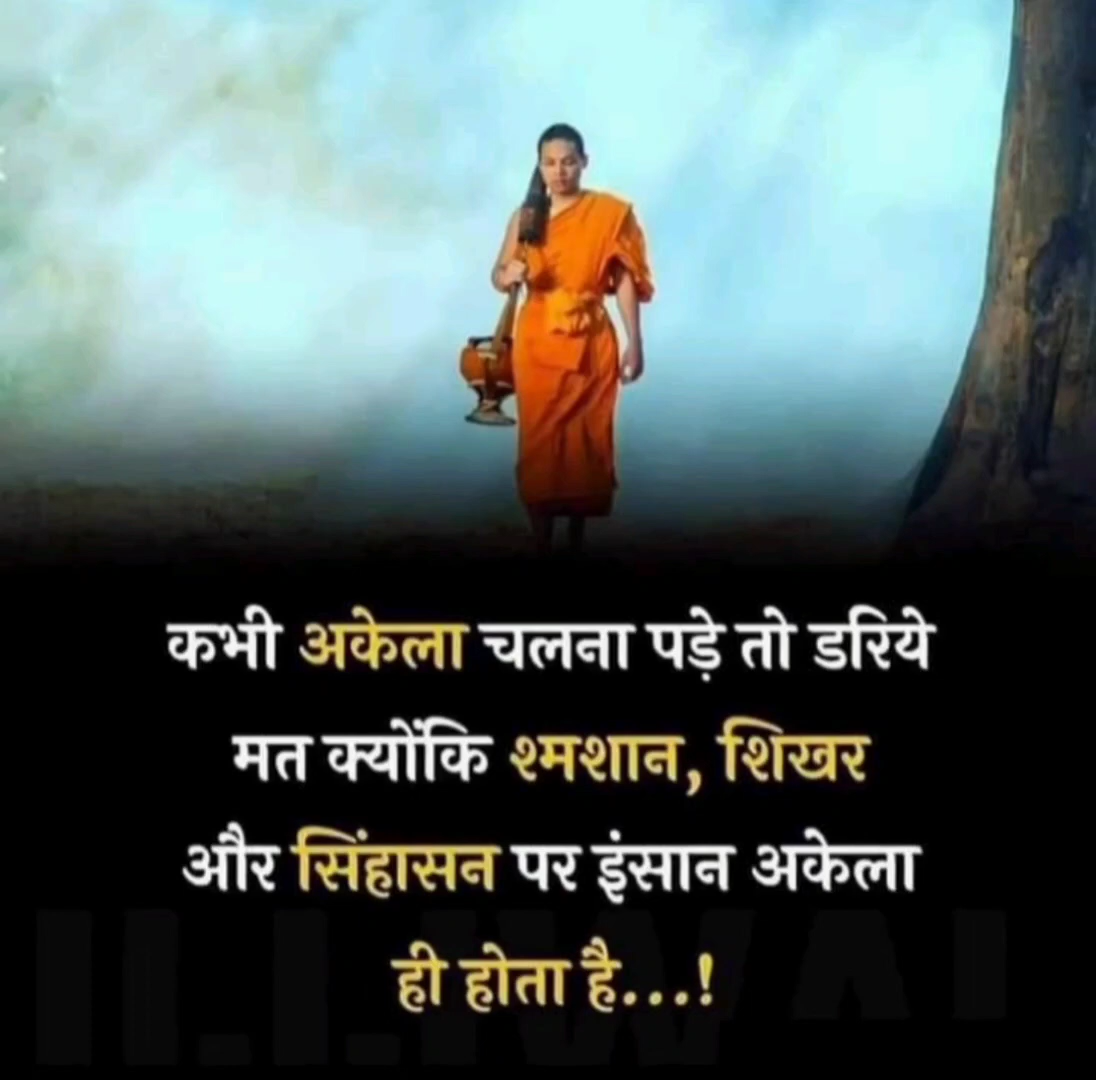 कभी अकेला चलना पड़े तो डरिये
मत क्योंकि श्मशान, शिखर
और सिंहासन पर इंसान अकेला
ही होता है...!